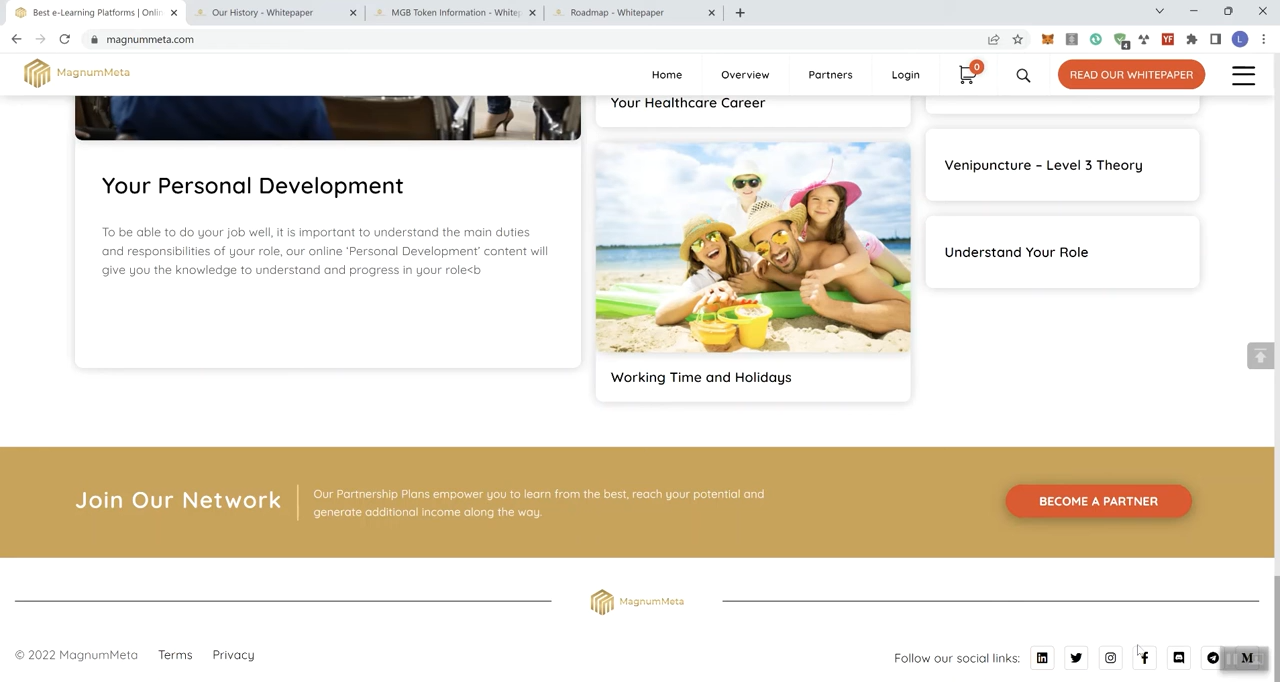 Best e-Learning Platforms | Onlin
Our History - Whitepaper
MGB Token Information - White
Roadmap - Whitepaper
magnummeta.com
4
YF
L
MagnumMeta
Home
Overview
Partners
Login
0
READ OUR WHITEPAPER
Your Healthcare Career
Your Personal Development
To be able to do your job well, it is important to understand the main duties
and responsibilities of your role, our online ‘Personal Development’ content will
give you the knowledge to understand and progress in your role<b
Working Time and Holidays
Venipuncture – Level 3 Theory
Understand Your Role
Join Our Network
Our Partnership Plans empower you to learn from the best, reach your potential and
generate additional income along the way.
BECOME A PARTNER
MagnumMeta
© 2022 MagnumMeta
Terms
Privacy
Follow our social links:
M